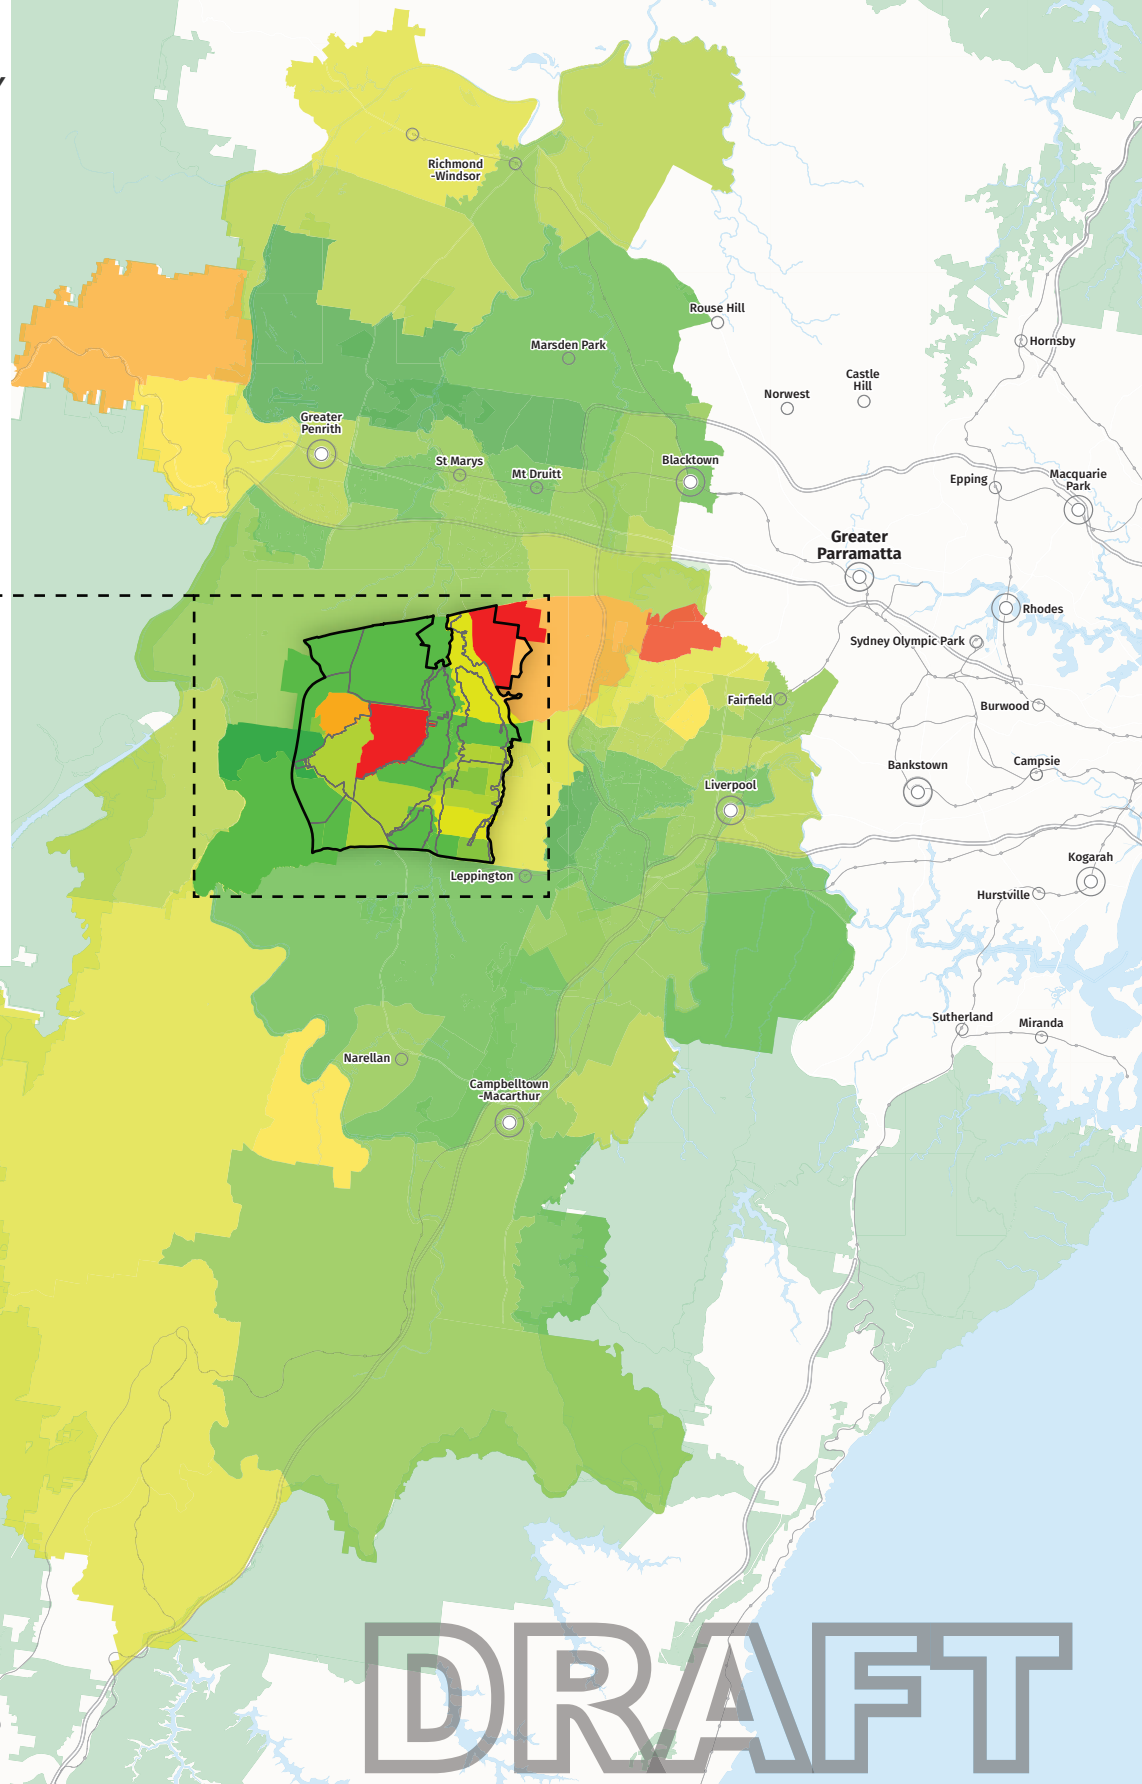 Richmond
-Windsor
Rouse Hill
Marsden Park
Hornsby
Castle
Hill
Norwest
Greater
Penrith
St Marys
Mt Druitt
Blacktown
Epping
Macquarie
Park
Greater
Parramatta
Rhodes
Sydney Olympic Park
Fairfield
Burwood
Bankstown
Campsie
Liverpool
Kogarah
Leppington
Hurstville
Sutherland
Miranda
Narellan
Campbelltown
-Macarthur
DRAFT